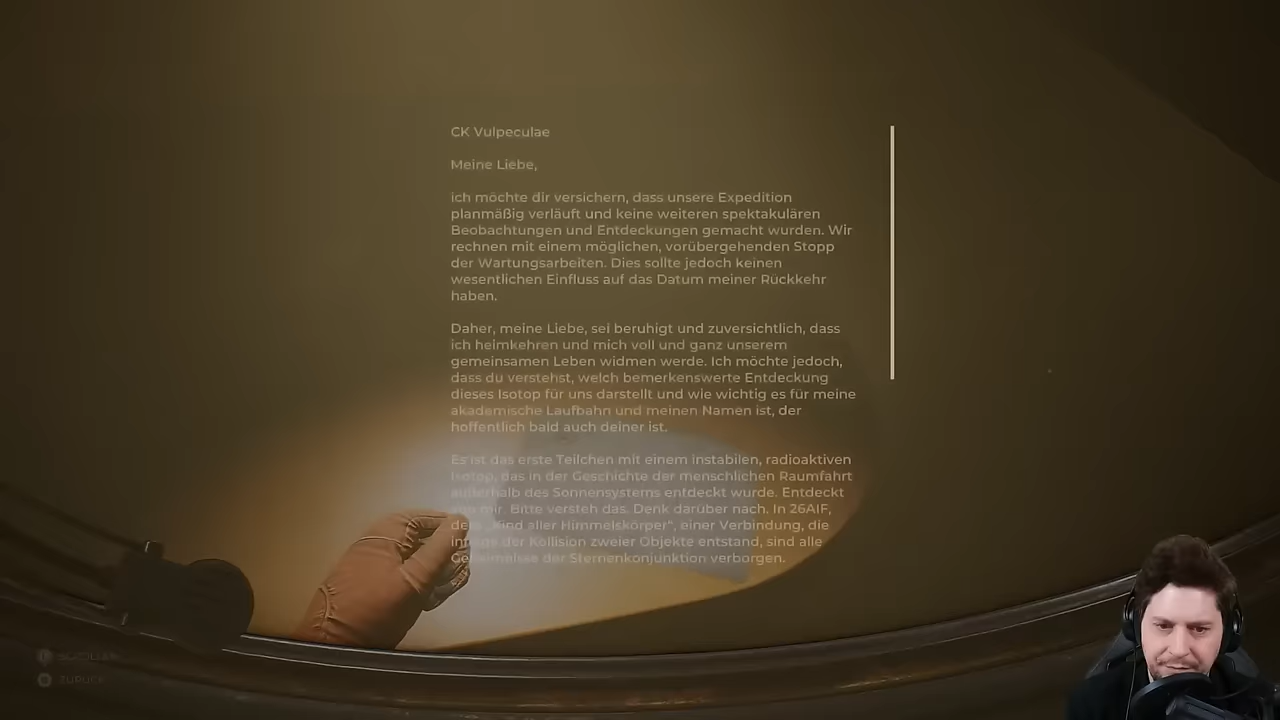 CK Vulpeculae
Meine Liebe,
ich möchte dir versichern, dass unsere Expedition
planmäßig verläuft und keine weiteren spektakulären
Beobachtungen und Entdeckungen gemacht wurden. Wir
rechnen mit einem möglichen, vorübergehenden Stopp
der Wartungsarbeiten. Dies sollte jedoch keinen
wesentlichen Einfluss auf das Datum meiner Rückkehr
haben.
Daher, meine Liebe, sei beruhigt und zuversichtlich, dass
ich heimkehren und mich voll und ganz unserem
gemeinsamen Leben widmen werde. Ich möchte jedoch,
dass du verstehst, welch bemerkenswerte Entdeckung
dieses Isotop für uns darstellt und wie wichtig es für meine
akademische Laufbahn und meinen Namen ist, der
hoffentlich bald auch deiner ist.
Es ist das erste Teilchen mit einem instabilen, radioaktiven
Isotop, das in der Geschichte der menschlichen Raumfahrt
außerhalb des Sonnensystems entdeckt wurde. Entdeckt
von mir. Bitte versteh das. Denk darüber nach. In 26AlF,
dem „Kind aller Himmelskörper“, einer Verbindung, die
infolge der Kollision zweier Objekte entstand, sind alle
Geheimnisse der Sternenkonjunktion verborgen.
ZURÜCK